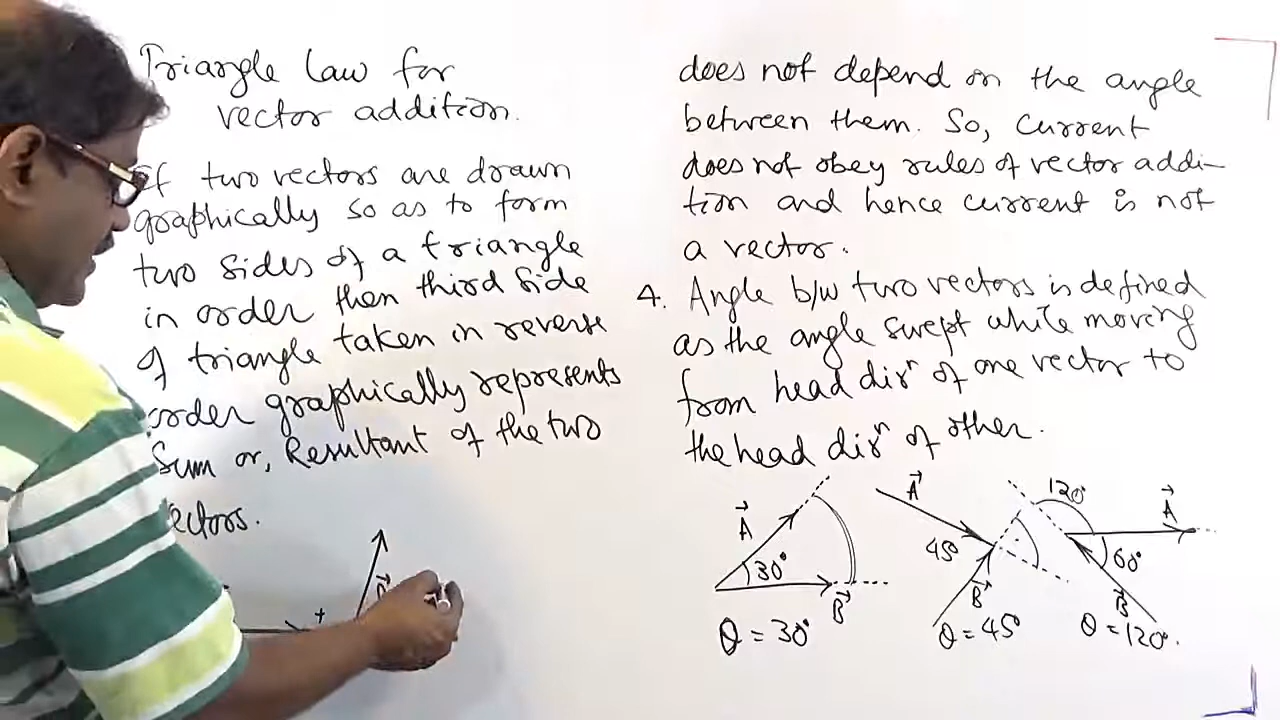 Triangle law for
vector addition.
If two vectors are drawn
graphically so as to form
two sides of a triangle
in order then third side
of triangle taken in reverse
order graphically represents
Sum or, Resultant of the two
ectors.
+
does not depend on the angle
between them. So, current
does not obey rules of vector addi-
tion and hence current is not
a vector.
4. Angle b/w two vectors is defined
as the angle swept while moving
from head dirⁿ of one vector to
the head dirⁿ of other.
A⃗ 30° B⃗
θ = 30°
A⃗ 45° B⃗
θ = 45°
120° A⃗ 60° B⃗
θ = 120°.